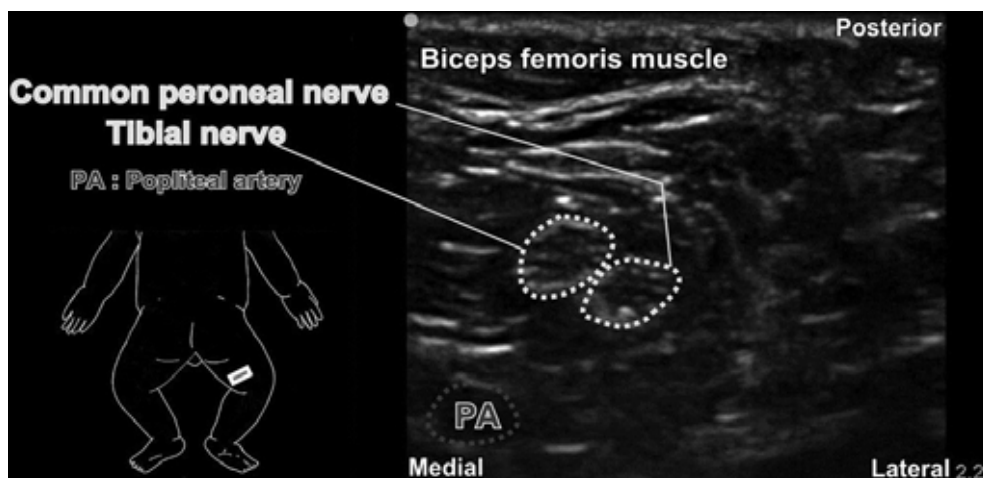 Posterior
Biceps femoris muscle
Common peroneal nerve
Tibial nerve
PA : Popliteal artery
PA
Medial
Lateral 2.2